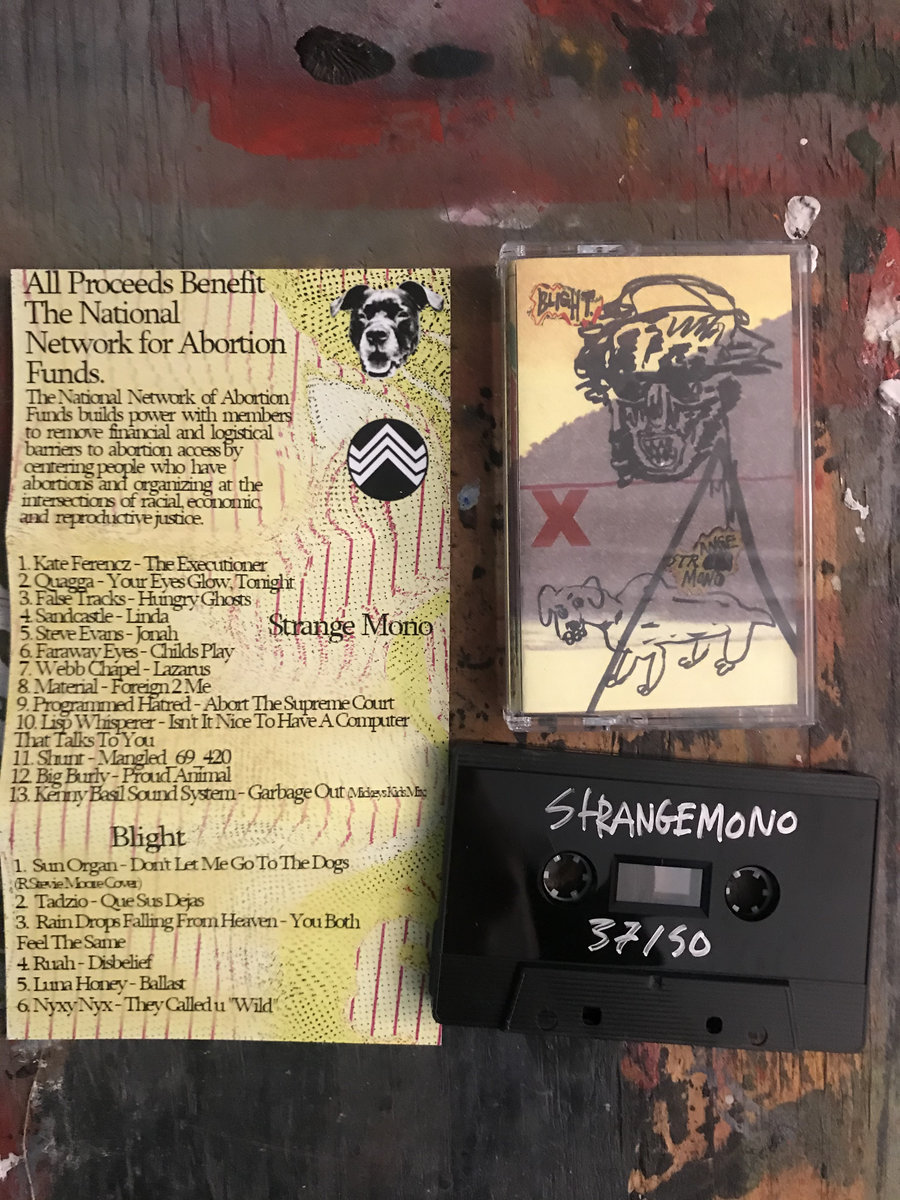 All Proceeds Benefit
The National
Network for Abortion
Funds.
The National Network of Abortion
Funds builds power with members
to remove financial and logistical
barriers to abortion access by
centering people who have
abortions and organizing at the
intersections of racial, economic,
and reproductive justice.
1. Kate Ferencz - The Executioner
2. Quagga - Your Eyes Glow, Tonight
3. False Tracks - Hungry Ghosts
4. Sandcastle - Linda
5. Steve Evans - Jonah
6. Faraway Eyes - Childs Play
7. Webb Chapel - Lazarus
8. Material - Foreign 2 Me
9. Programmed Hatred - Abort The Supreme Court
10. Lisp Whisperer - Isn't It Nice To Have A Computer
That Talks To You
11. Shunt - Mangled_69_420
12. Big Burly - Proud Animal
13. Kenny Basil Sound System - Garbage Out (Mickeys Kids Mix)
Strange Mono
Blight
1. Sun Organ - Don't Let Me Go To The Dogs
(R.Stevie Moore Cover)
2. Tadzio - Que Sus Dejas
3. Rain Drops Falling From Heaven - You Both
Feel The Same
4. Ruah - Disbelief
5. Luna Honey - Ballast
6. Nyxy Nyx - They Called u "Wild"
BLIGHT
X
STRANGE
MONO
STRANGEMONO
37/50